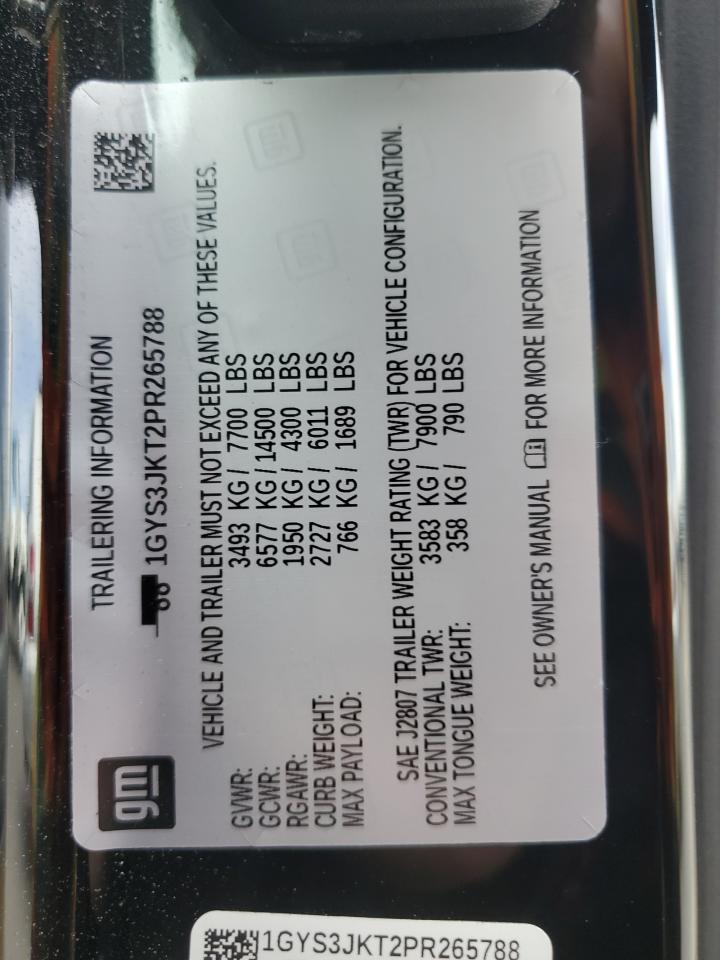 gm
TRAILERING INFORMATION
1GYS3JKT2PR265788
VEHICLE AND TRAILER MUST NOT EXCEED ANY OF THESE VALUES.
GVWR: 3493 KG / 7700 LBS
GCWR: 6577 KG / 14500 LBS
RGAWR: 1950 KG / 4300 LBS
CURB WEIGHT: 2727 KG / 6011 LBS
MAX PAYLOAD: 766 KG / 1689 LBS
SAE J2807 TRAILER WEIGHT RATING (TWR) FOR VEHICLE CONFIGURATION.
CONVENTIONAL TWR: 3583 KG / 7900 LBS
MAX TONGUE WEIGHT: 358 KG / 790 LBS
SEE OWNER'S MANUAL FOR MORE INFORMATION
1GYS3JKT2PR265788